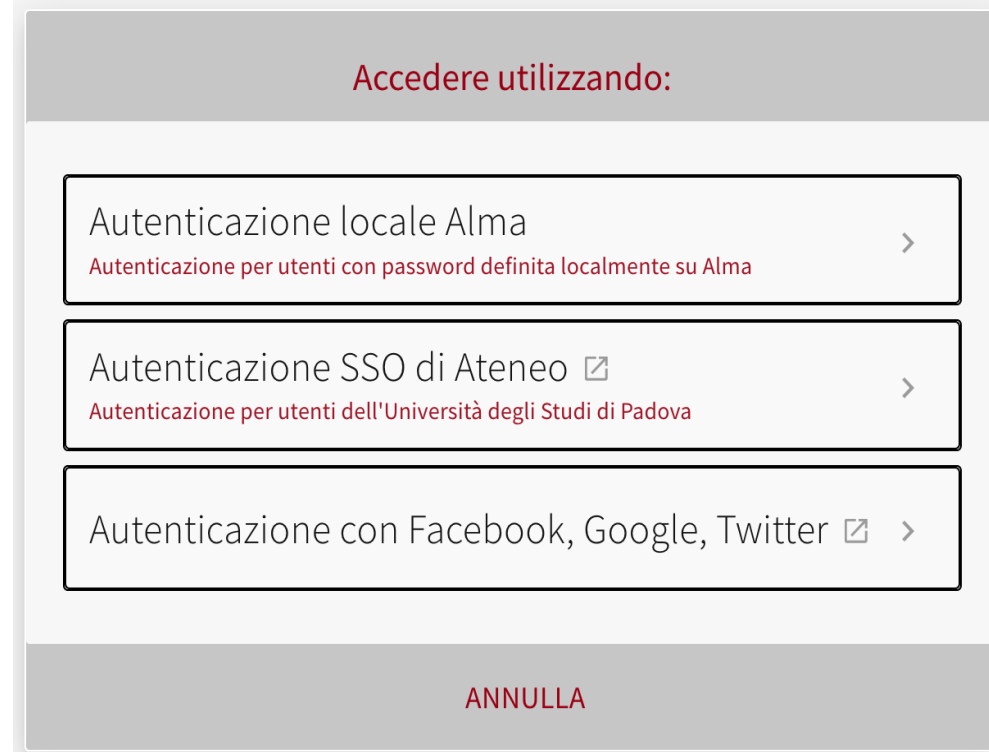 Accedere utilizzando:
Autenticazione locale Alma
Autenticazione per utenti con password definita localmente su Alma
Autenticazione SSO di Ateneo
Autenticazione per utenti dell'Università degli Studi di Padova
Autenticazione con Facebook, Google, Twitter
ANNULLA